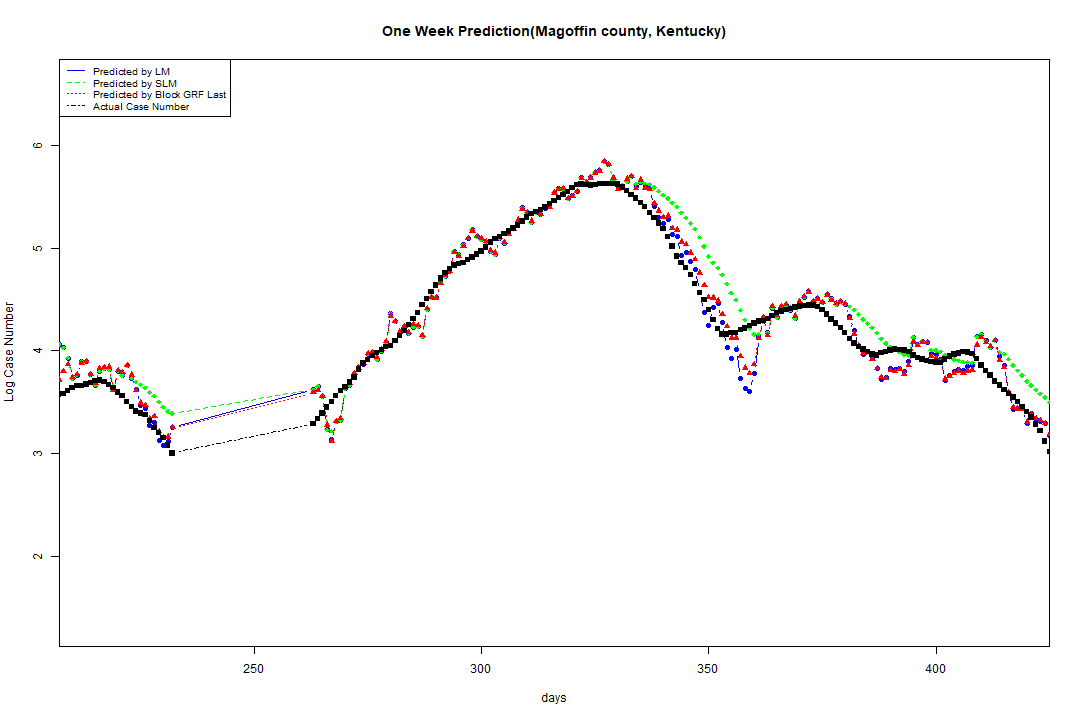 One Week Prediction(Magoffin county, Kentucky)
Predicted by LM
Predicted by SLM
Predicted by Block GRF Last
Actual Case Number
Log Case Number
6
5
4
3
2
250 300 350 400
days